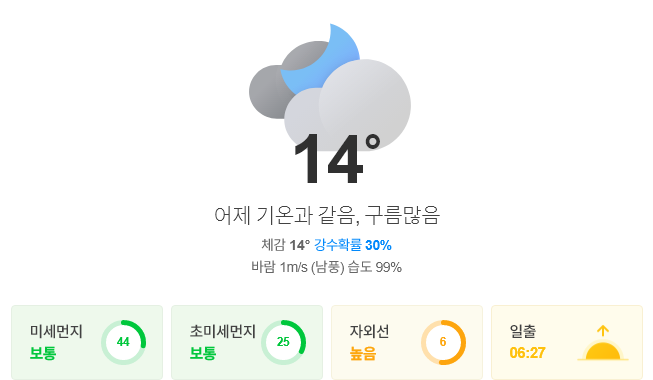 14°
어제 기온과 같음, 구름많음
체감 14° 강수확률 30%
바람 1m/s (남풍) 습도 99%
미세먼지
보통
44
초미세먼지
보통
25
자외선
높음
6
일출
06:27